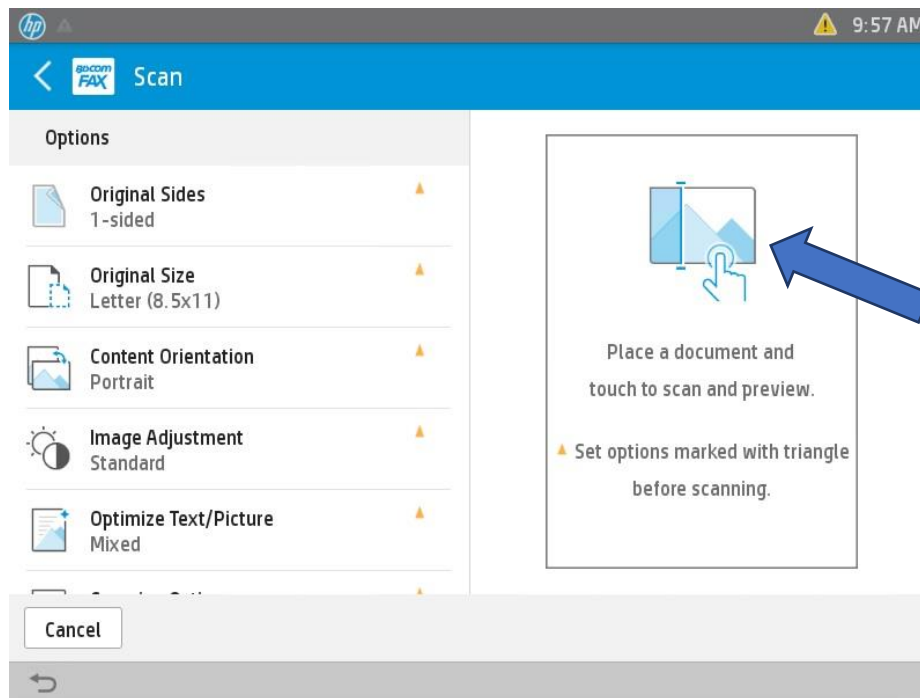 hp
9:57 AM
gocom
FAX
Scan
Options
Original Sides
1-sided
Original Size
Letter (8.5x11)
Content Orientation
Portrait
Image Adjustment
Standard
Optimize Text/Picture
Mixed
Cancel
Place a document and
touch to scan and preview.
Set options marked with triangle
before scanning.